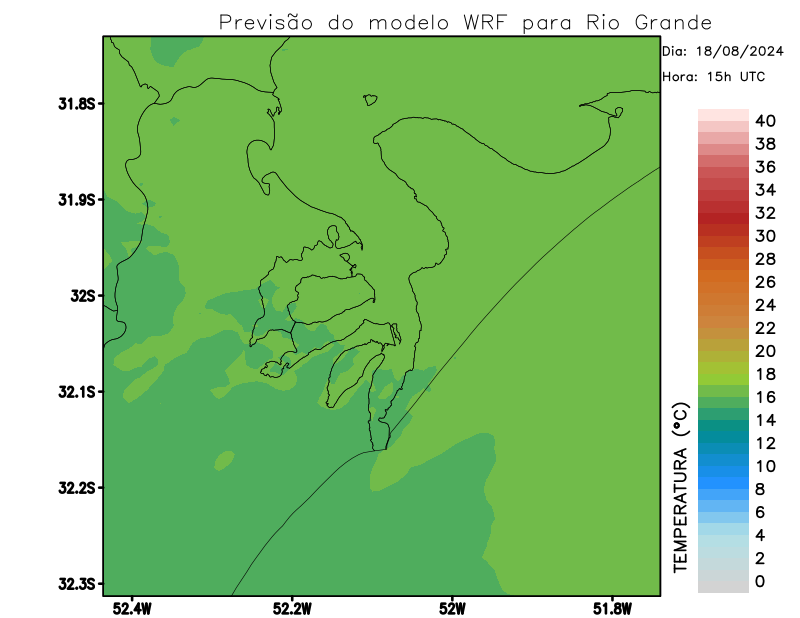 Previsão do modelo WRF para Rio Grande
Dia: 18/08/2024
Hora: 15h UTC
31.8S
31.9S
32S
32.1S
32.2S
32.3S
52.4W
52.2W
52W
51.8W
TEMPERATURA (°C)
40
38
36
34
32
30
28
26
24
22
20
18
16
14
12
10
8
6
4
2
0